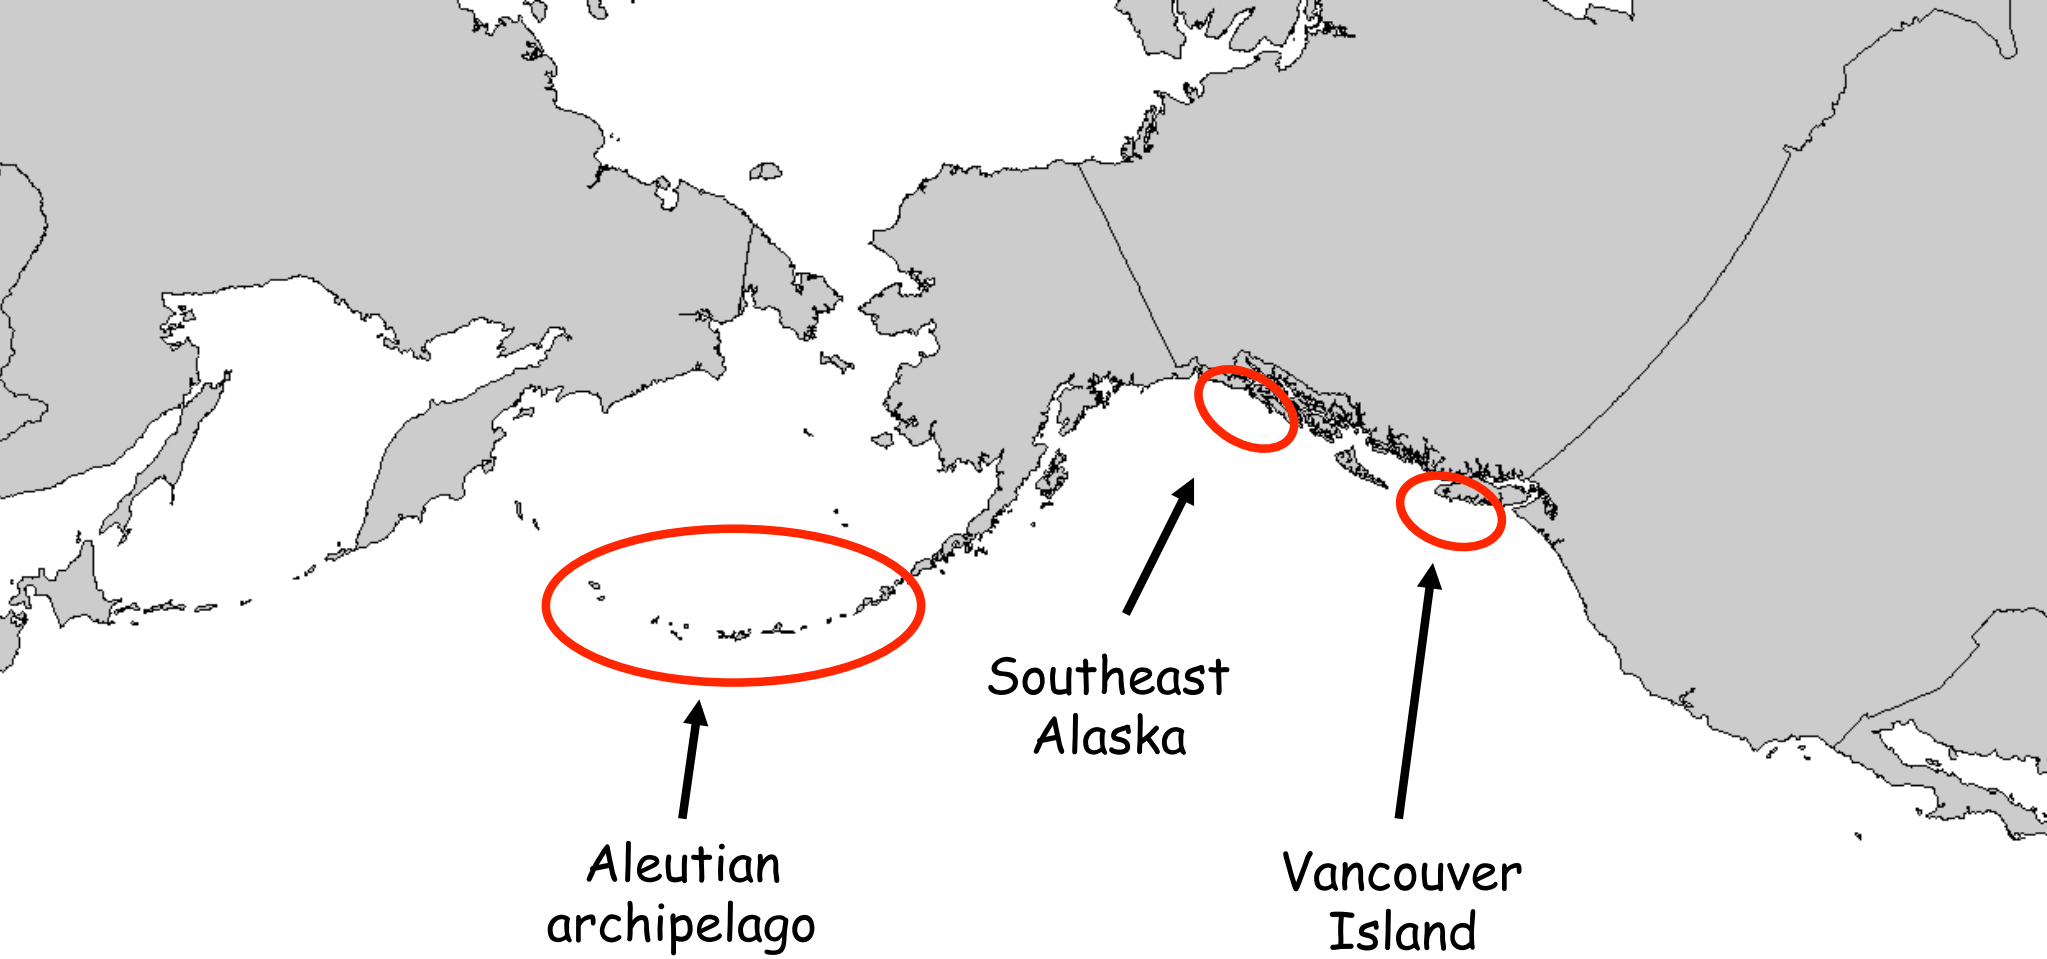 Southeast
Alaska
Aleutian
archipelago
Vancouver
Island